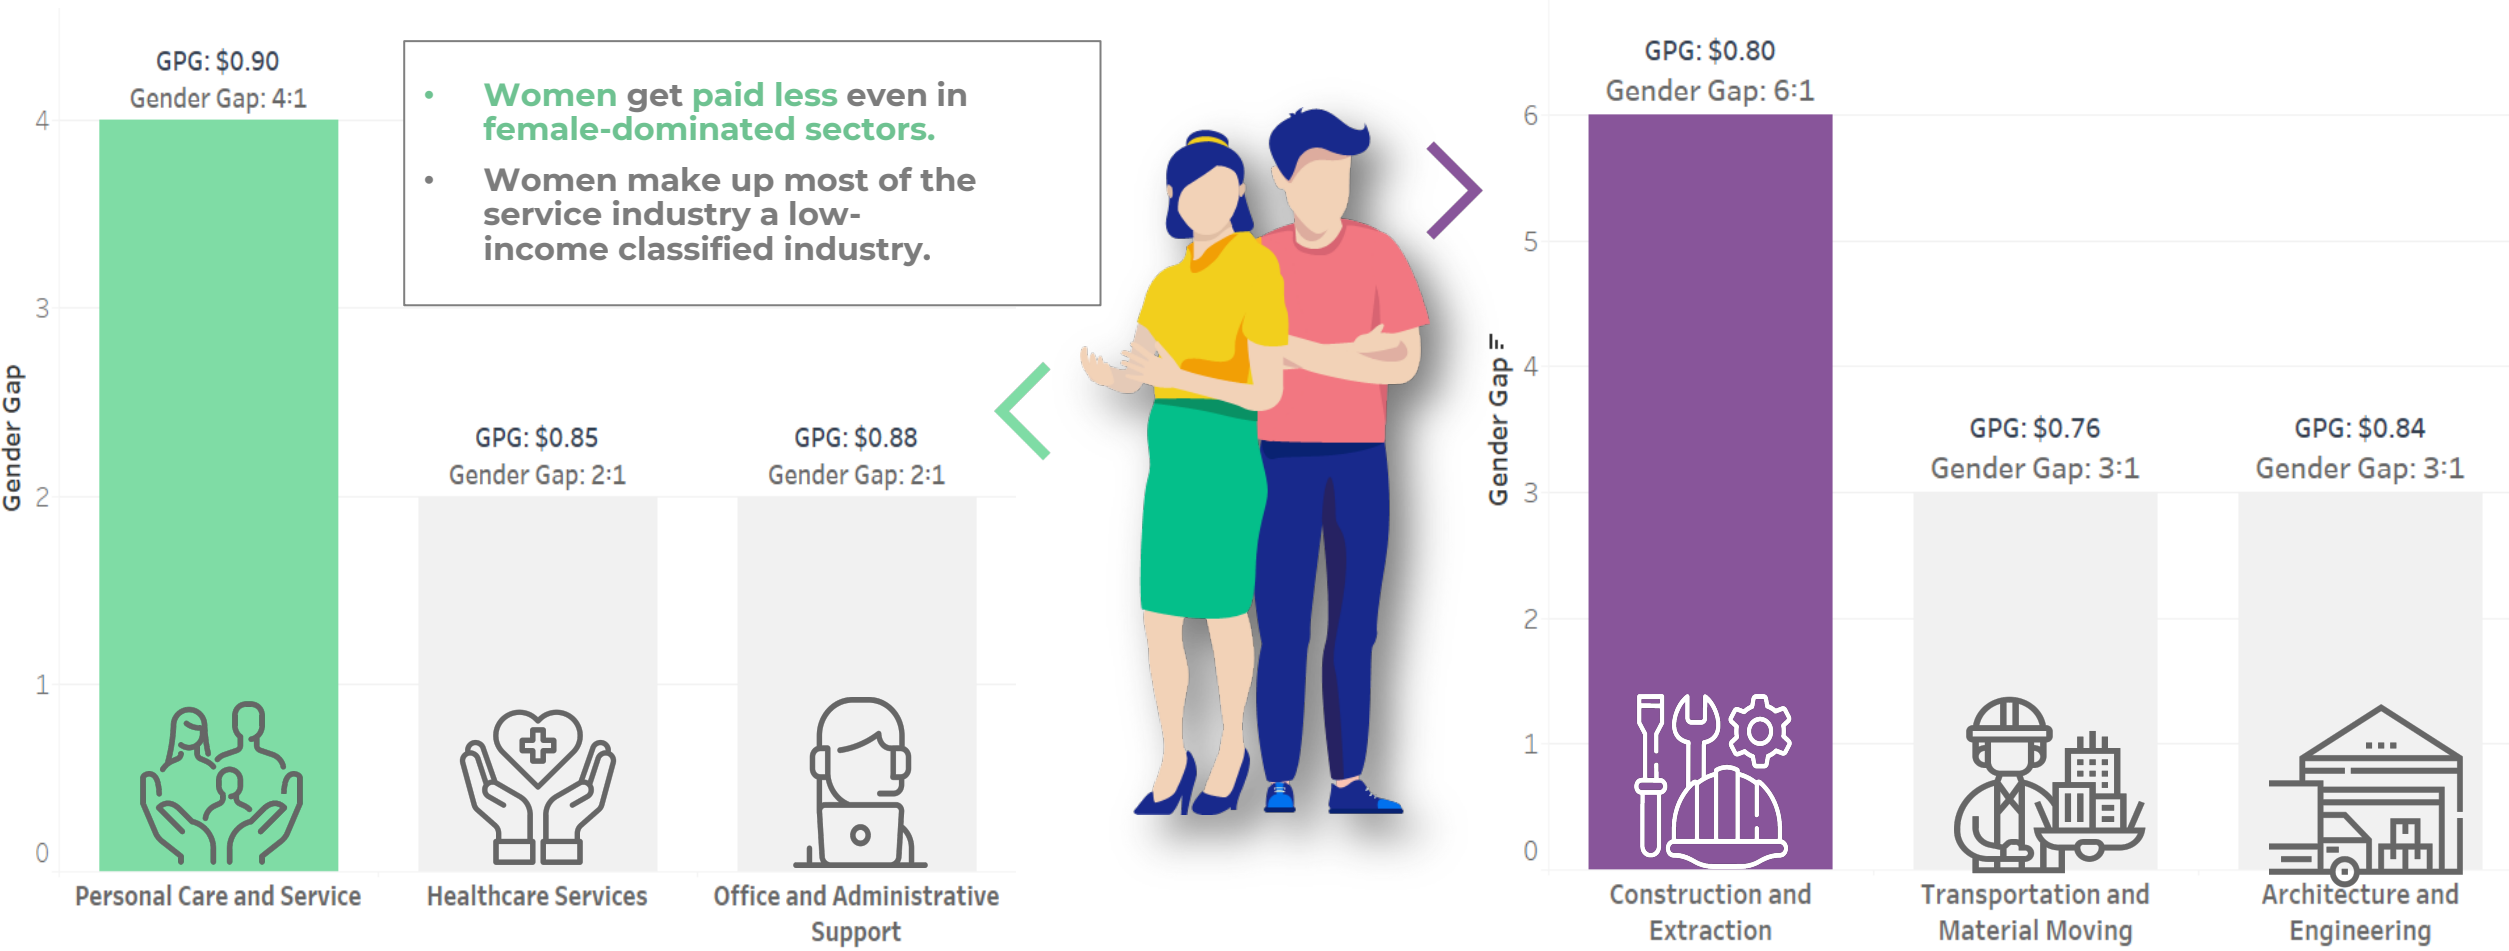 GPG: $0.90
Gender Gap: 4:1
• Women get paid less even in
female-dominated sectors.
• Women make up most of the
service industry a low-
income classified industry.
GPG: $0.85
Gender Gap: 2:1
GPG: $0.88
Gender Gap: 2:1
Gender Gap
4
3
2
1
0
Personal Care and Service
Healthcare Services
Office and Administrative
Support
GPG: $0.80
Gender Gap: 6:1
GPG: $0.76
Gender Gap: 3:1
GPG: $0.84
Gender Gap: 3:1
Gender Gap
6
5
4
3
2
1
0
Construction and
Extraction
Transportation and
Material Moving
Architecture and
Engineering